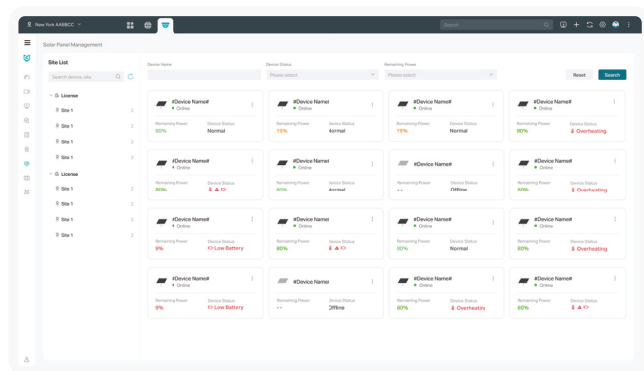 New York AABBCC
Search
Solar Panel Management
Site List
Search device, site
License
Site 1
Site 1
Site 1
Site 1
License
Site 1
Site 1
Site 1
Site 1
Device Name
Device Status
Please select
Remaining Power
Please select
Reset
Search
#Device Name#
Online
Remaining Power
Device Status
80%
Normal
#Device Name#
Online
Remaining Power
Device Status
15%
Normal
#Device Name#
Online
Remaining Power
Device Status
15%
Normal
#Device Name#
Online
Remaining Power
Device Status
80%
Overheating
#Device Name#
Online
Remaining Power
Device Status
80%
#Device Name#
Online
Remaining Power
Device Status
80%
Normal
#Device Name#
Remaining Power
Device Status
--
Offline
#Device Name#
Online
Remaining Power
Device Status
80%
Overheating
#Device Name#
Online
Remaining Power
Device Status
9%
Low Battery
#Device Name#
Online
Remaining Power
Device Status
80%
#Device Name#
Online
Remaining Power
Device Status
80%
Normal
#Device Name#
Online
Remaining Power
Device Status
80%
Overheating
#Device Name#
Online
Remaining Power
Device Status
9%
Low Battery
#Device Name#
Remaining Power
Device Status
--
Offline
#Device Name#
Online
Remaining Power
Device Status
80%
Overheatin
#Device Name#
Online
Remaining Power
Device Status
60%